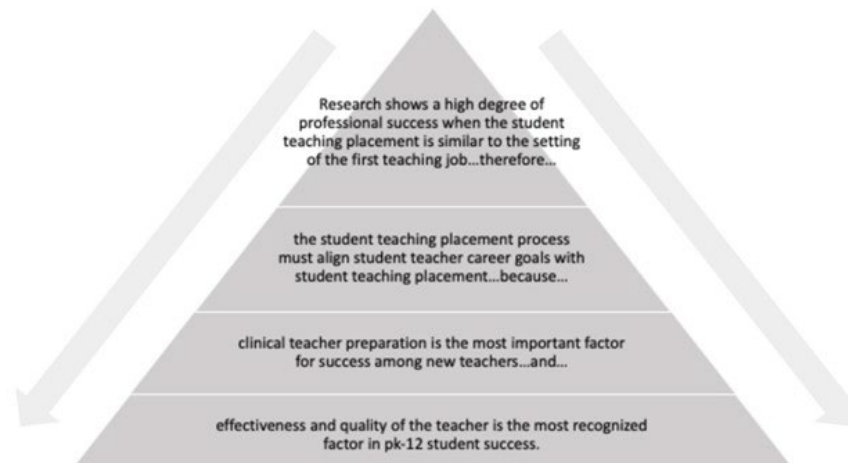 Research shows a high degree of
professional success when the student
teaching placement is similar to the setting
of the first teaching job...therefore...
the student teaching placement process
must align student teacher career goals with
student teaching placement...because...
clinical teacher preparation is the most important factor
for success among new teachers...and...
effectiveness and quality of the teacher is the most recognized
factor in pk-12 student success.